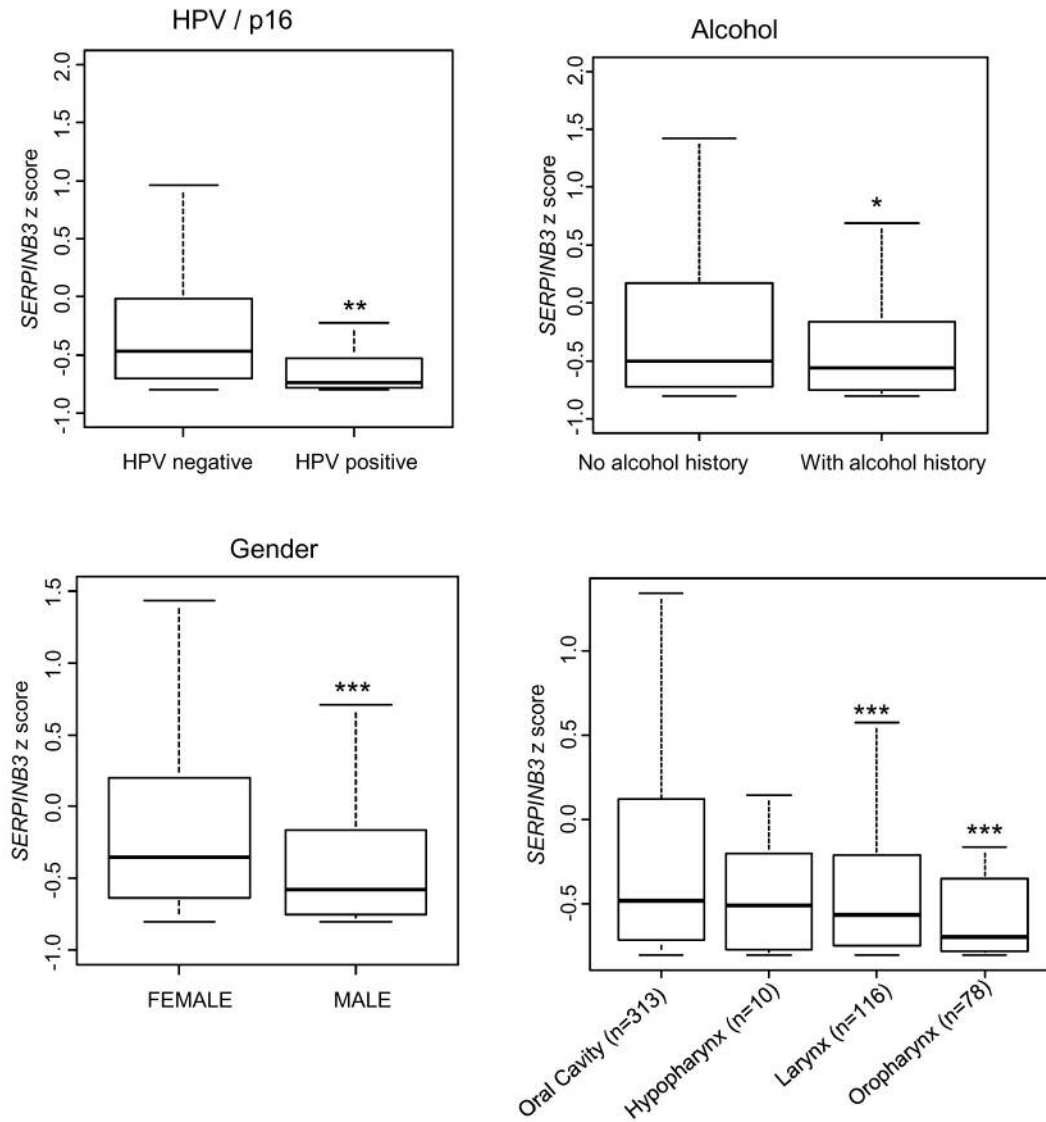 HPV / p16
SERPINB3 z score
2.0
1.5
1.0
0.5
0.0
-0.5
-1.0
**
HPV negative HPV positive
Alcohol
SERPINB3 z score
2.0
1.5
1.0
0.5
0.0
-0.5
-1.0
*
No alcohol history With alcohol history
Gender
SERPINB3 z score
1.5
1.0
0.5
0.0
-0.5
-1.0
***
FEMALE MALE
SERPINB3 z score
1.0
0.5
0.0
-0.5
***
***
Oral Cavity (n=313)
Hypopharynx (n=10)
Larynx (n=116)
Oropharynx (n=78)